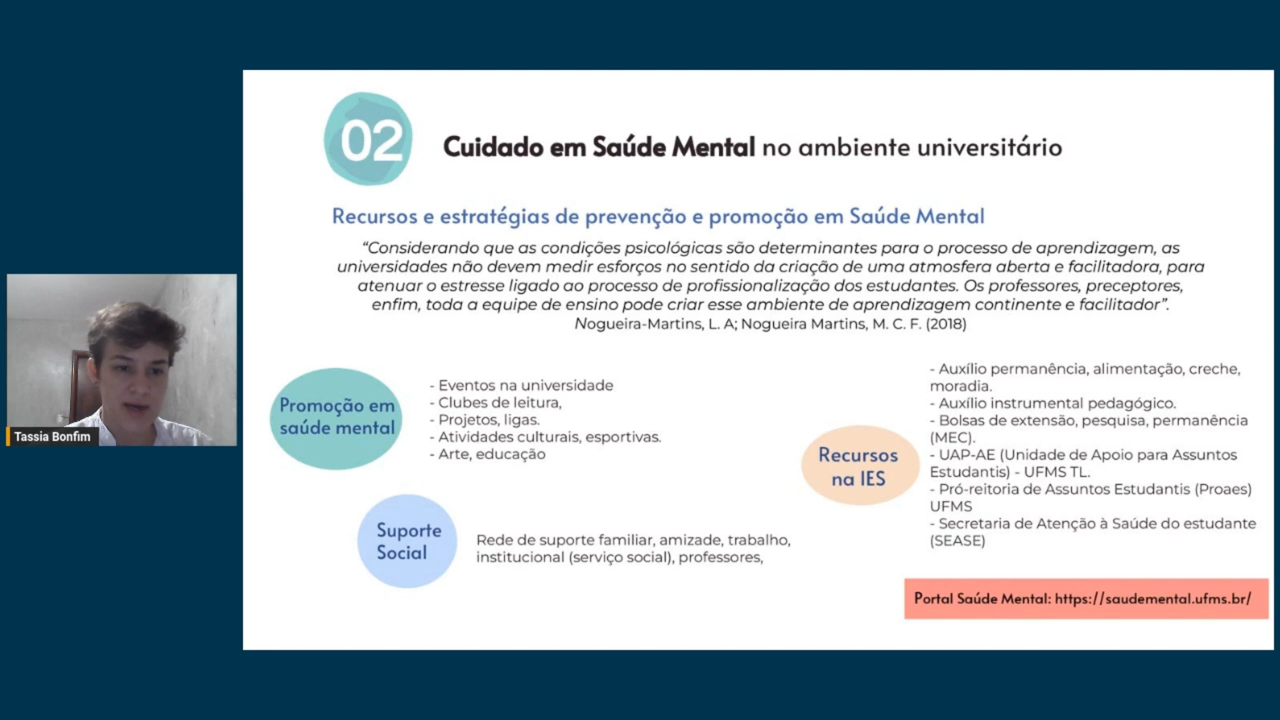 02
Cuidado em Saúde Mental no ambiente universitário
Recursos e estratégias de prevenção e promoção em Saúde Mental
“Considerando que as condições psicológicas são determinantes para o processo de aprendizagem, as
universidades não devem medir esforços no sentido da criação de uma atmosfera aberta e facilitadora, para
atenuar o estresse ligado ao processo de profissionalização dos estudantes. Os professores, preceptores,
enfim, toda a equipe de ensino pode criar esse ambiente de aprendizagem continente e facilitador”.
Nogueira-Martins, L. A; Nogueira Martins, M. C. F. (2018)
Promoção em
saúde mental
- Eventos na universidade
- Clubes de leitura,
- Projetos, ligas.
- Atividades culturais, esportivas.
- Arte, educação
Suporte
Social
Rede de suporte familiar, amizade, trabalho,
institucional (serviço social), professores,
Recursos
na IES
- Auxílio permanência, alimentação, creche,
moradia.
- Auxílio instrumental pedagógico.
- Bolsas de extensão, pesquisa, permanência
(MEC).
- UAP-AE (Unidade de Apoio para Assuntos
Estudantis) - UFMS TL.
- Pró-reitoria de Assuntos Estudantis (Proaes)
UFMS
- Secretaria de Atenção à Saúde do estudante
(SEASE)
Portal Saúde Mental: https://saudemental.ufms.br/
Tassia Bonfim